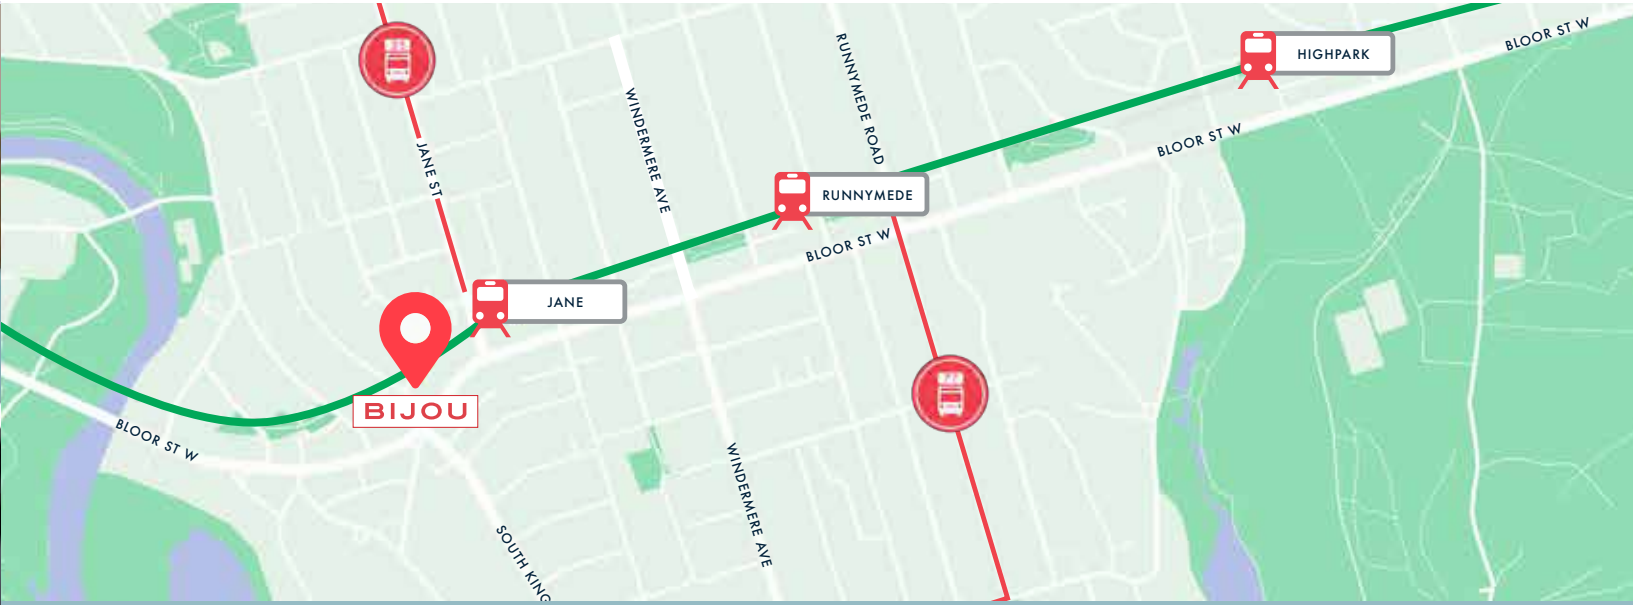 BLOOR ST W
HIGHPARK
RUNNYMEDE ROAD
WINDERMERE AVE
BLOOR ST W
JANE ST
RUNNYMEDE
BLOOR ST W
JANE
BIJOU
BLOOR ST W
WINDERMERE AVE
SOUTH KING